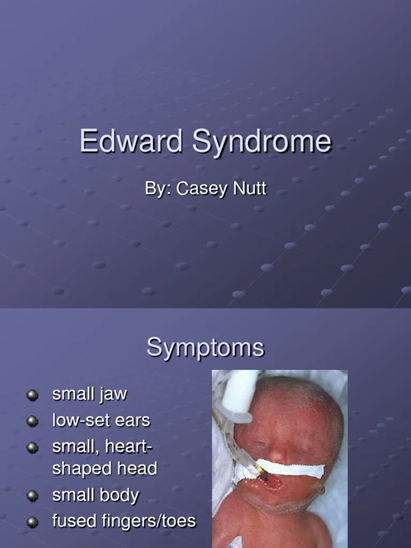 Edward Syndrome
By: Casey Nutt
Symptoms
small jaw
low-set ears
small, heart-
shaped head
small body
fused fingers/toes